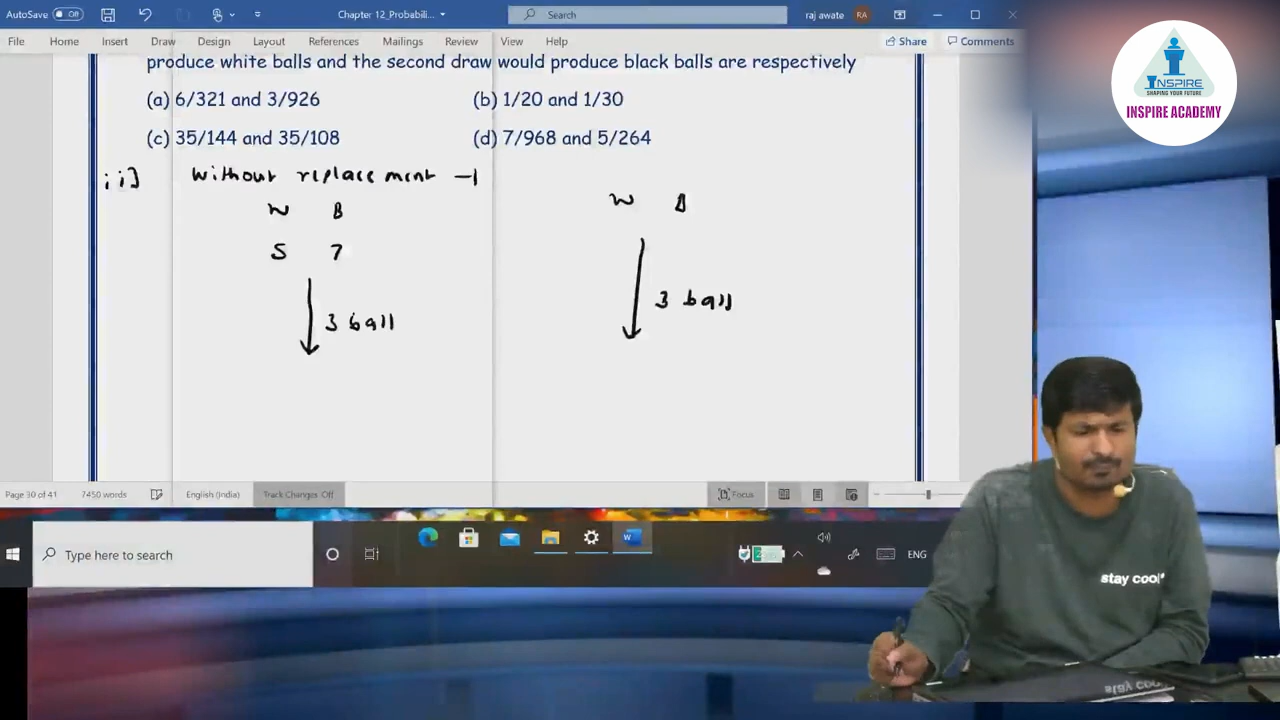 AutoSave Off Chapter 12_Probabili... Search raj awate RA
File Home Insert Draw Design Layout References Mailings Review View Help Share Comments
INSPIRE
SHAPING YOUR FUTURE
INSPIRE ACADEMY
produce white balls and the second draw would produce black balls are respectively
(a) 6/321 and 3/926 (b) 1/20 and 1/30
(c) 35/144 and 35/108 (d) 7/968 and 5/264
ii] Without replacement -1
W B W B
5 7
3 ball 3 ball
Page 30 of 41 7450 words English (India) Track Changes: Off Focus
Type here to search ENG
stay cool